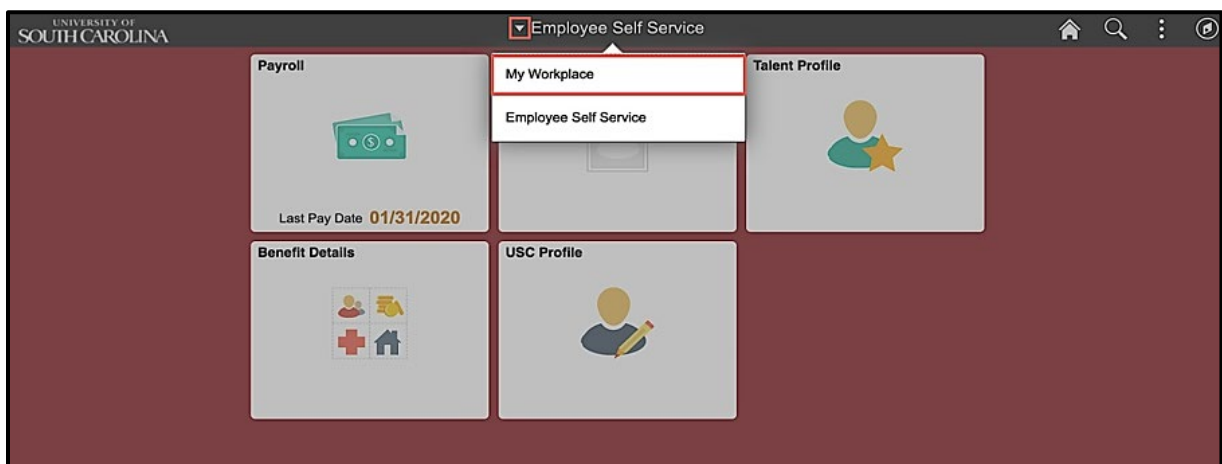 UNIVERSITY OF
SOUTH CAROLINA
Employee Self Service
My Workplace
Employee Self Service
Payroll
Talent Profile
Last Pay Date 01/31/2020
Benefit Details
USC Profile